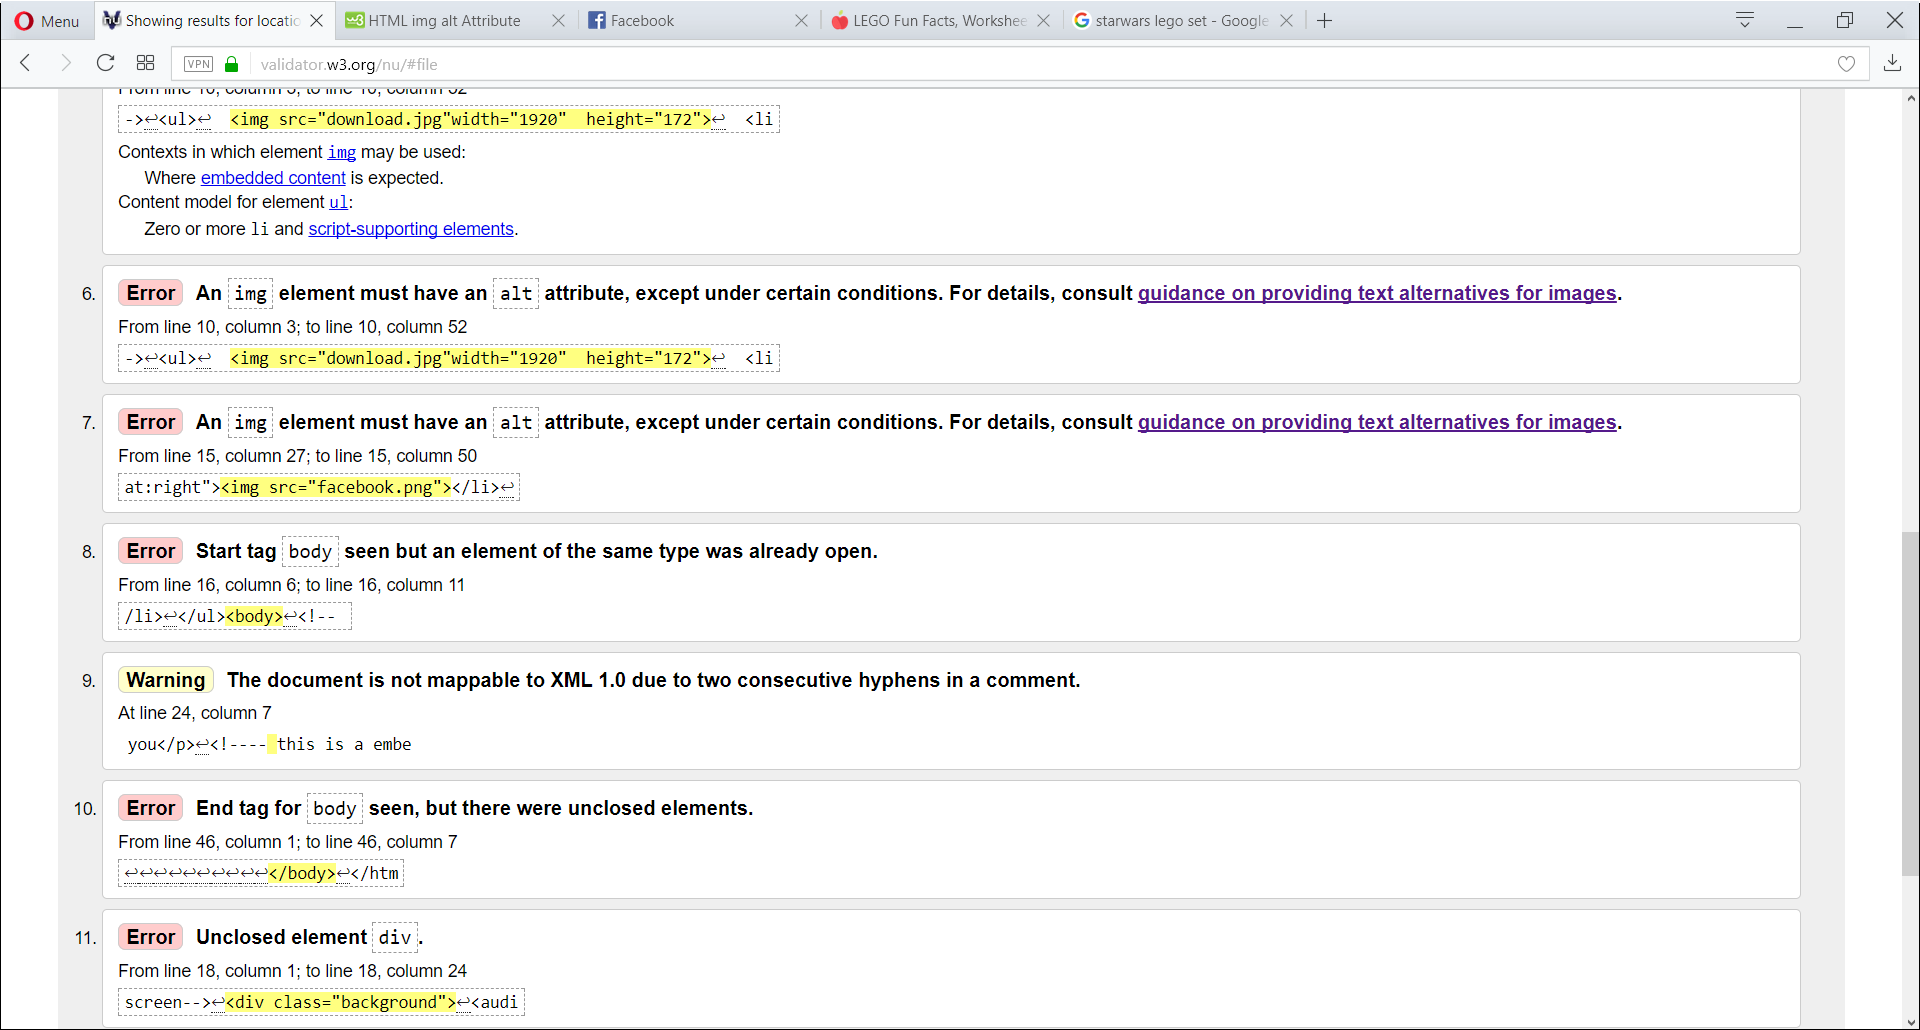 Menu
Showing results for locatio
HTML img alt Attribute
Facebook
LEGO Fun Facts, Workshee
starwars lego set - Google
VPN
validator.w3.org/nu/#file
From line 10, column 3; to line 10, column 52
->↩<ul>↩  <img src="download.jpg"width="1920"  height="172">↩  <li
Contexts in which element img may be used:
Where embedded content is expected.
Content model for element ul:
Zero or more li and script-supporting elements.
6. Error An img element must have an alt attribute, except under certain conditions. For details, consult guidance on providing text alternatives for images.
From line 10, column 3; to line 10, column 52
->↩<ul>↩  <img src="download.jpg"width="1920"  height="172">↩  <li
7. Error An img element must have an alt attribute, except under certain conditions. For details, consult guidance on providing text alternatives for images.
From line 15, column 27; to line 15, column 50
at:right"><img src="facebook.png"></li>↩
8. Error Start tag body seen but an element of the same type was already open.
From line 16, column 6; to line 16, column 11
/li>↩</ul><body>↩<!--
9. Warning The document is not mappable to XML 1.0 due to two consecutive hyphens in a comment.
At line 24, column 7
you</p>↩<!---- this is a embe
10. Error End tag for body seen, but there were unclosed elements.
From line 46, column 1; to line 46, column 7
↩↩↩↩↩↩↩↩↩↩</body>↩</htm
11. Error Unclosed element div.
From line 18, column 1; to line 18, column 24
screen-->↩<div class="background">↩<audi